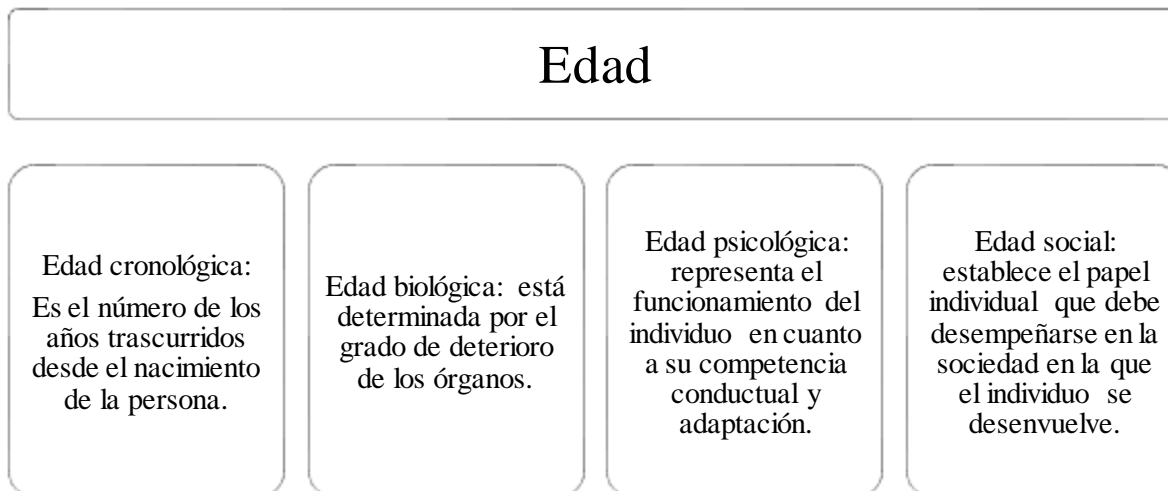 Edad
Edad cronológica:
Es el número de los
años trascurridos
desde el nacimiento
de la persona.
Edad biológica: está
determinada por el
grado de deterioro
de los órganos.
Edad psicológica:
representa el
funcionamiento del
individuo en cuanto
a su competencia
conductual y
adaptación.
Edad social:
establece el papel
individual que debe
desempeñarse en la
sociedad en la que
el individuo se
desenvuelve.